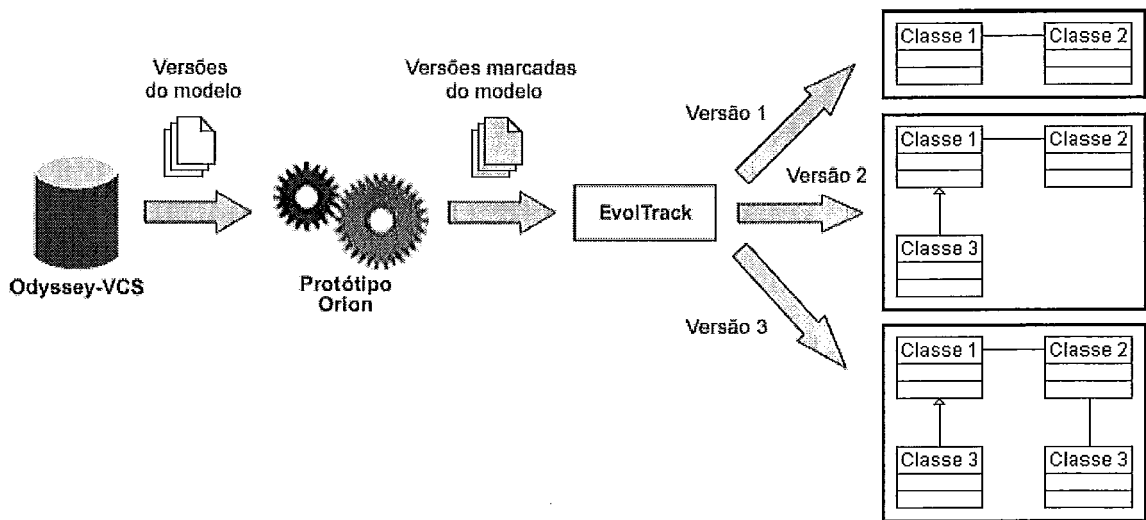 Versões
do modelo
Odyssey-VCS
Protótipo
Orion
Versões marcadas
do modelo
EvolTrack
Versão 1
Versão 2
Versão 3
Classe 1
Classe 2
Classe 1
Classe 2
Classe 3
Classe 1
Classe 2
Classe 3
Classe 3